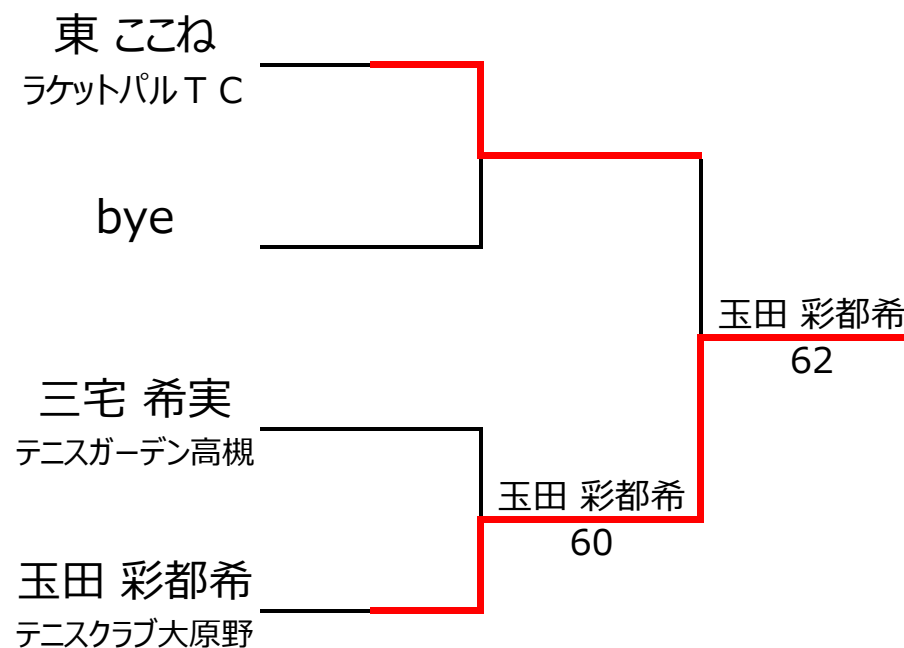 東 ここね
ラケットパルＴＣ
bye
玉田 彩都希
62
三宅 希実
テニスガーデン高槻
玉田 彩都希
60
玉田 彩都希
テニスクラブ大原野